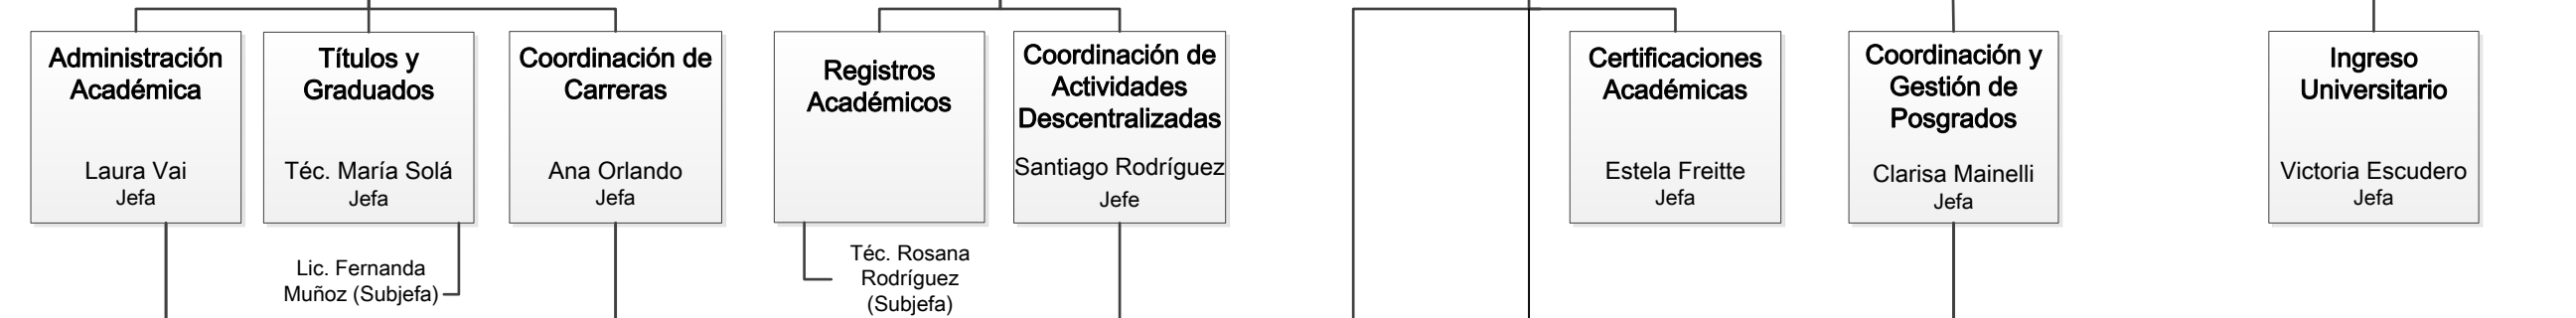 Administración
Académica
Laura Vai
Jefa
Títulos y
Graduados
Téc. María Solá
Jefa
Lic. Fernanda
Muñoz (Subjefa)
Coordinación de
Carreras
Ana Orlando
Jefa
Registros
Académicos
Téc. Rosana
Rodríguez
(Subjefa)
Coordinación de
Actividades
Descentralizadas
Santiago Rodríguez
Jefe
Certificaciones
Académicas
Estela Freitte
Jefa
Coordinación y
Gestión de
Posgrados
Clarisa Mainelli
Jefa
Ingreso
Universitario
Victoria Escudero
Jefa